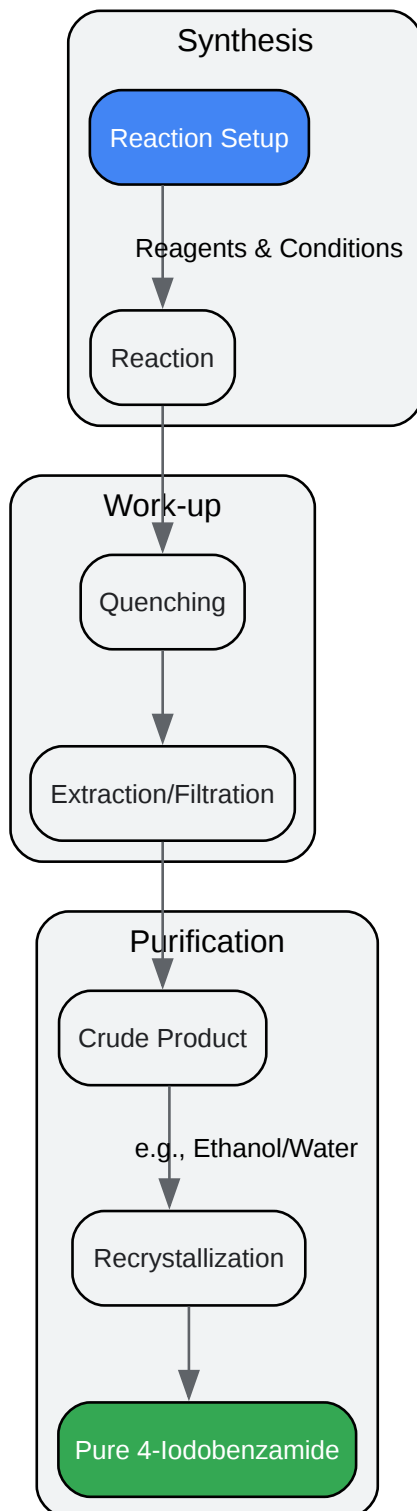 Synthesis
Reaction Setup
Reagents & Conditions
Reaction
Work-up
Quenching
Extraction/Filtration
Purification
Crude Product
e.g., Ethanol/Water
Recrystallization
Pure 4-Iodobenzamide